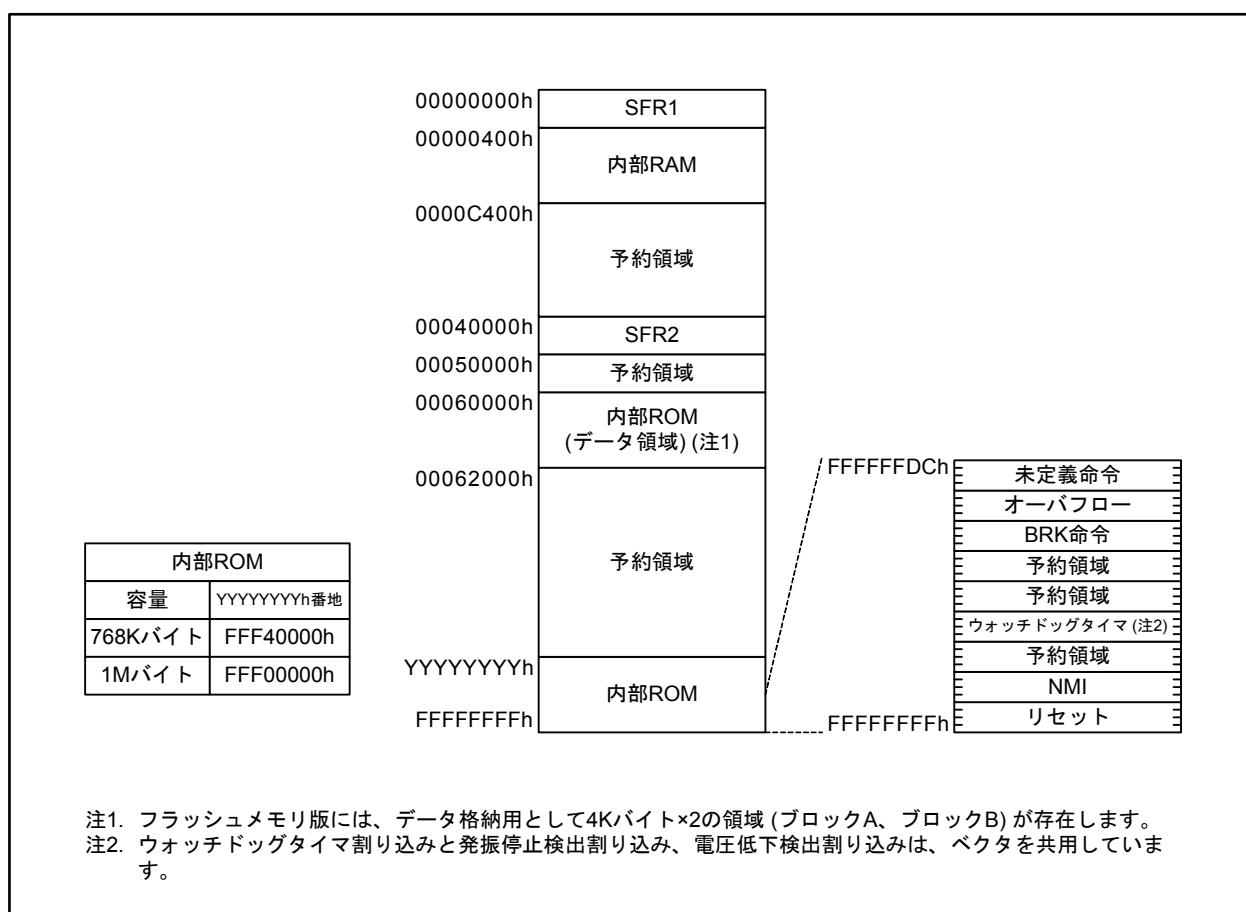 00000000h
SFR1
00000400h
内部RAM
0000C400h
予約領域
00040000h
SFR2
00050000h
予約領域
00060000h
内部ROM
(データ領域) (注1)
00062000h
予約領域
YYYYYYYYh
内部ROM
FFFFFFFFh
内部ROM
容量 YYYYYYYYh番地
768Kバイト FFF40000h
1Mバイト FFF00000h
FFFFFFDCh
未定義命令
オーバフロー
BRK命令
予約領域
予約領域
ウォッチドッグタイマ (注2)
予約領域
NMI
リセット
FFFFFFFFh
注1. フラッシュメモリ版には、データ格納用として4Kバイト×2の領域 (ブロックA、ブロックB) が存在します。
注2. ウォッチドッグタイマ割り込みと発振停止検出割り込み、電圧低下検出割り込みは、ベクタを共用していま
す。